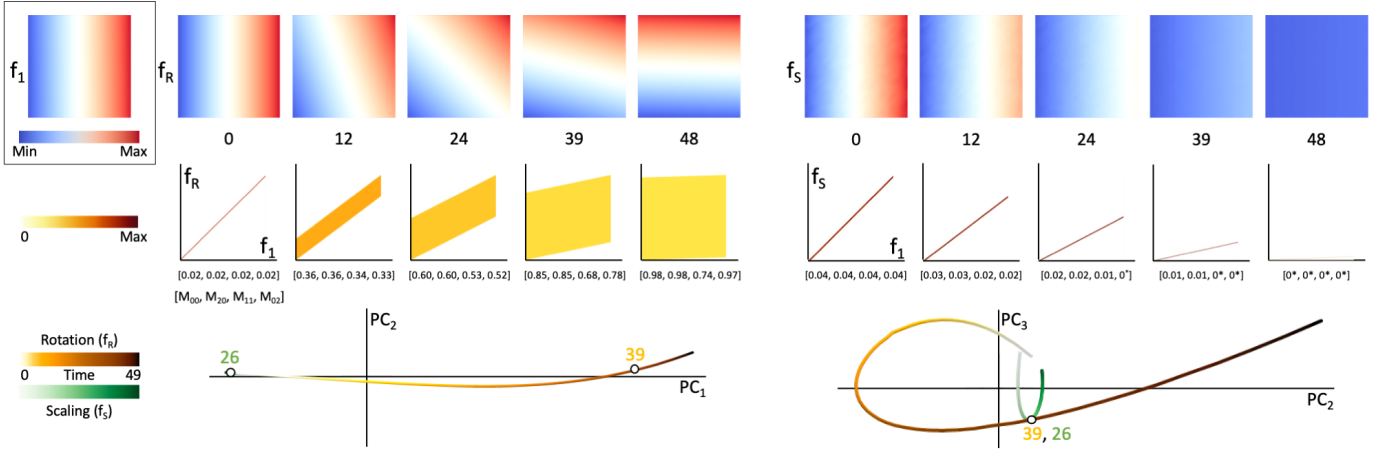 f1
fR
fS
0 12 24 39 48
0 12 24 39 48
Min Max
fR
fS
0 Max
f1
f1
[0.02, 0.02, 0.02, 0.02] [0.36, 0.36, 0.34, 0.33] [0.60, 0.60, 0.53, 0.52] [0.85, 0.85, 0.68, 0.78] [0.98, 0.98, 0.74, 0.97]
[0.04, 0.04, 0.04, 0.04] [0.03, 0.03, 0.02, 0.02] [0.02, 0.02, 0.01, 0*] [0.01, 0.01, 0*, 0*] [0*, 0*, 0*, 0*]
[M00, M20, M11, M02]
Rotation (fR)
0 Time 49
Scaling (fS)
PC2
26
39
PC1
PC3
PC2
39, 26